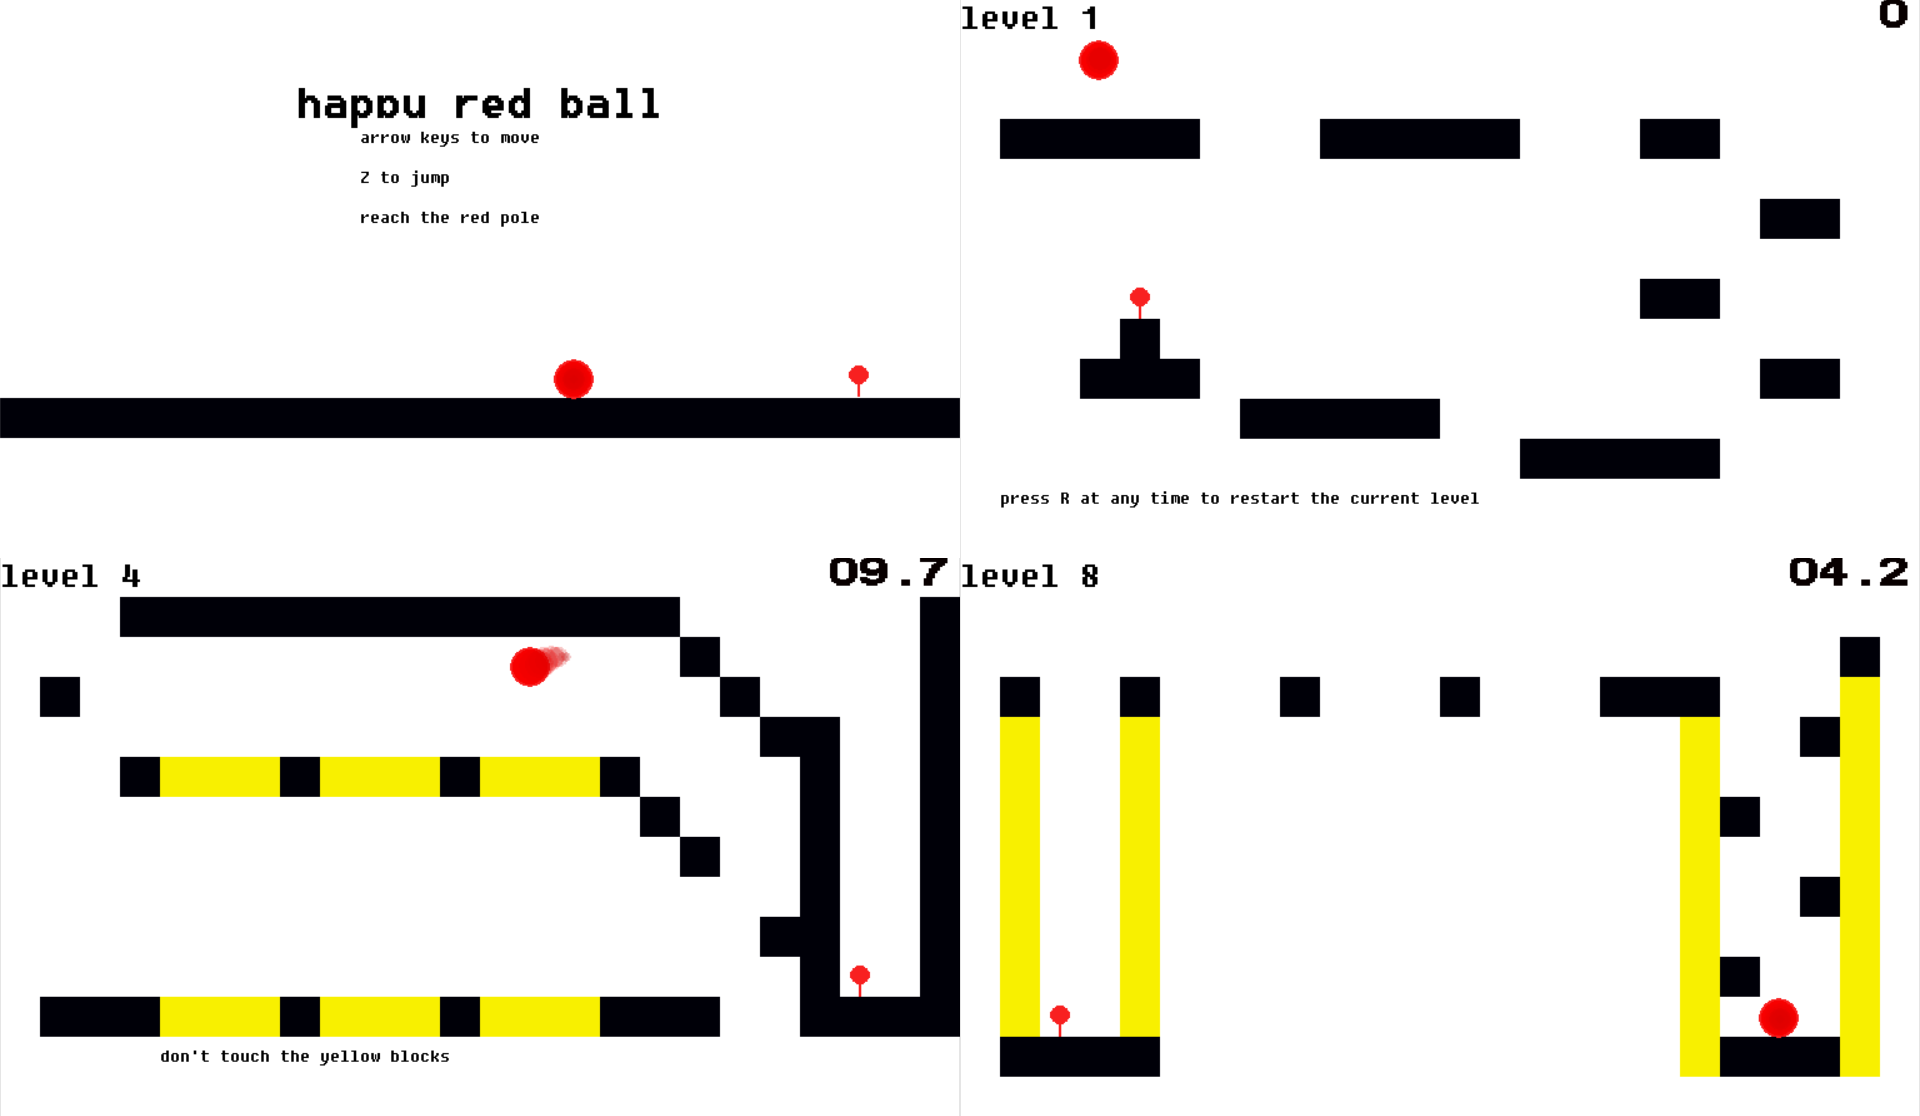 happy red ball
arrow keys to move
Z to jump
reach the red pole
level 1
0
press R at any time to restart the current level
level 4
09.7
don't touch the yellow blocks
level 8
04.2